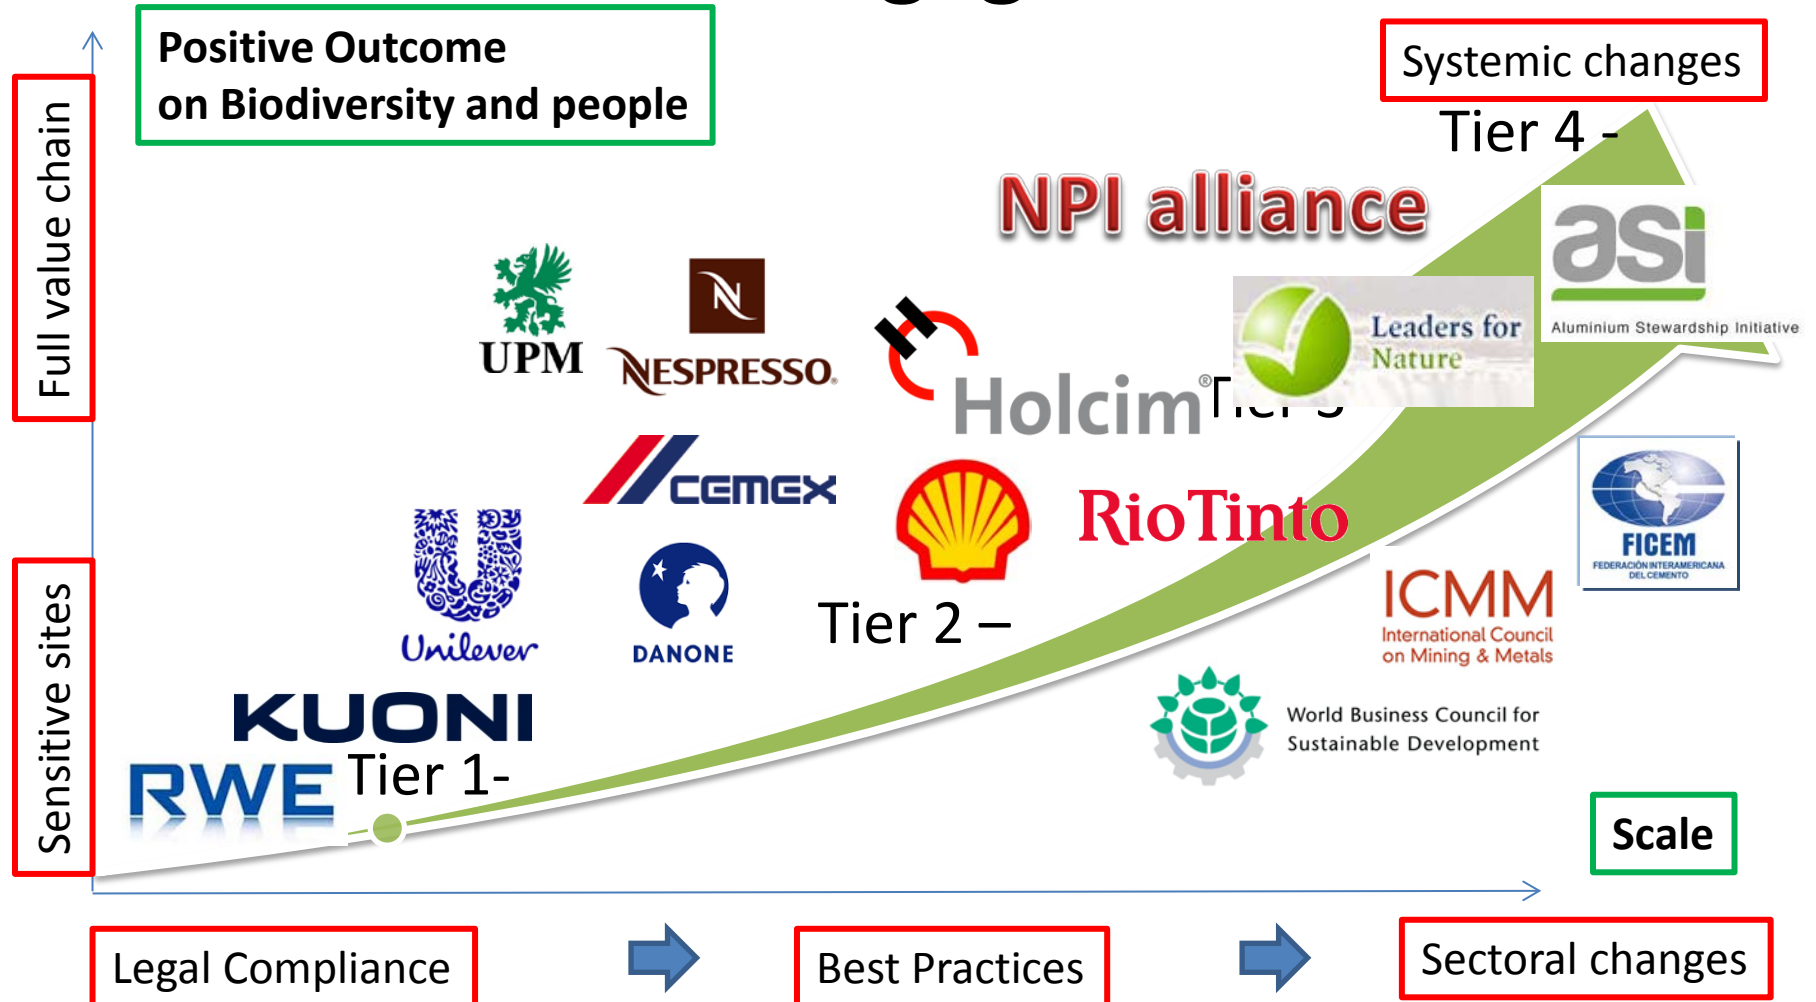 Positive Outcome
on Biodiversity and people
Systemic changes
Tier 4 -
Full value chain
NPI alliance
asi
Aluminium Stewardship Initiative
UPM
N
NESPRESSO.
H
Holcim®
Leaders for
Nature
CEMEX
RioTinto
FICEM
FEDERACIÓN INTERAMERICANA
DEL CEMENTO
Unilever
DANONE
Tier 2 –
ICMM
International Council
on Mining & Metals
Sensitive sites
World Business Council for
Sustainable Development
KUONI
RWE
Tier 1-
Scale
Legal Compliance
Best Practices
Sectoral changes